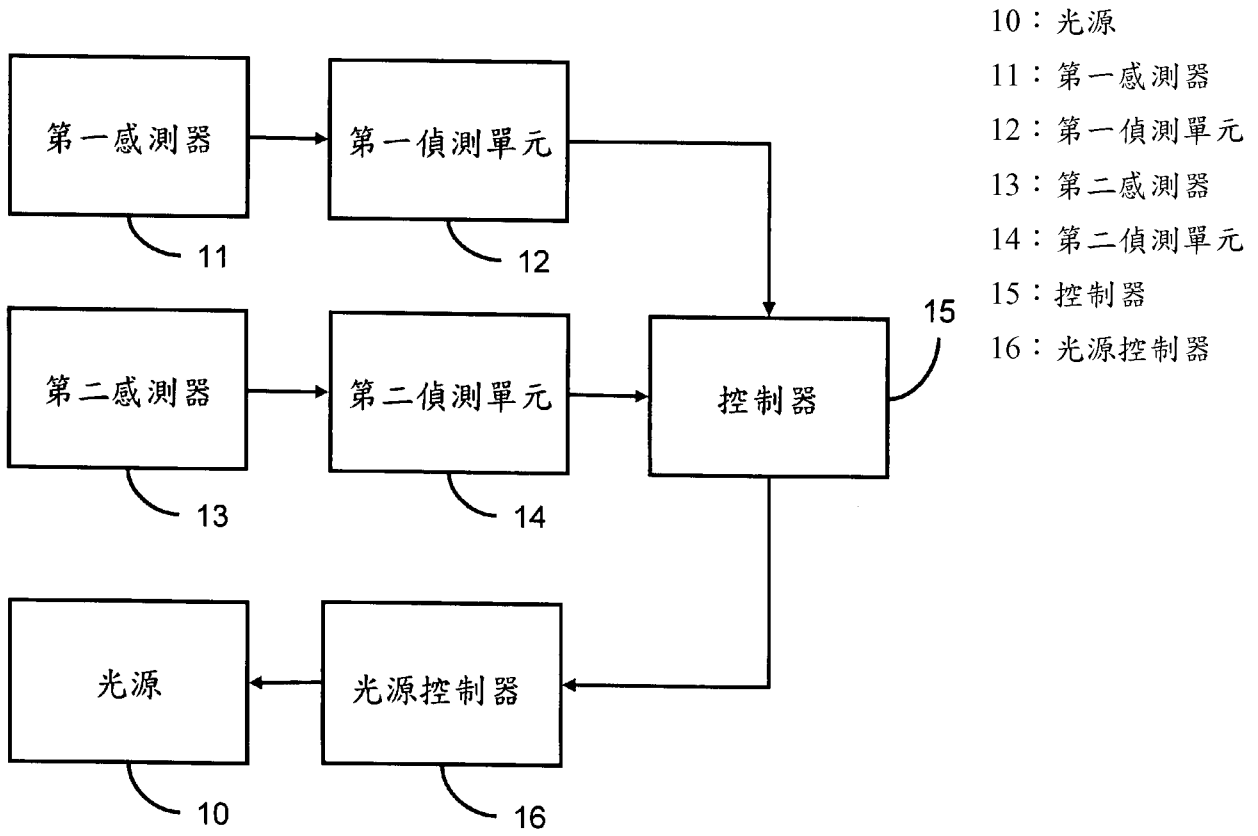 第一感測器
第一偵測單元
11
12
第二感測器
第二偵測單元
控制器
15
13
14
光源
光源控制器
10
16
10：光源
11：第一感測器
12：第一偵測單元
13：第二感測器
14：第二偵測單元
15：控制器
16：光源控制器